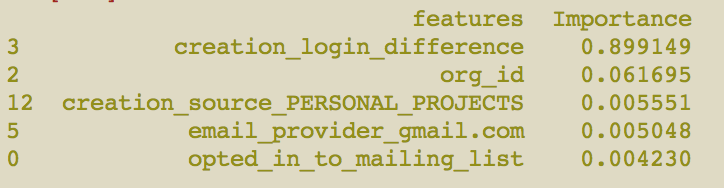 features Importance
3 creation_login_difference 0.899149
2 org_id 0.061695
12 creation_source_PERSONAL_PROJECTS 0.005551
5 email_provider_gmail.com 0.005048
0 opted_in_to_mailing_list 0.004230